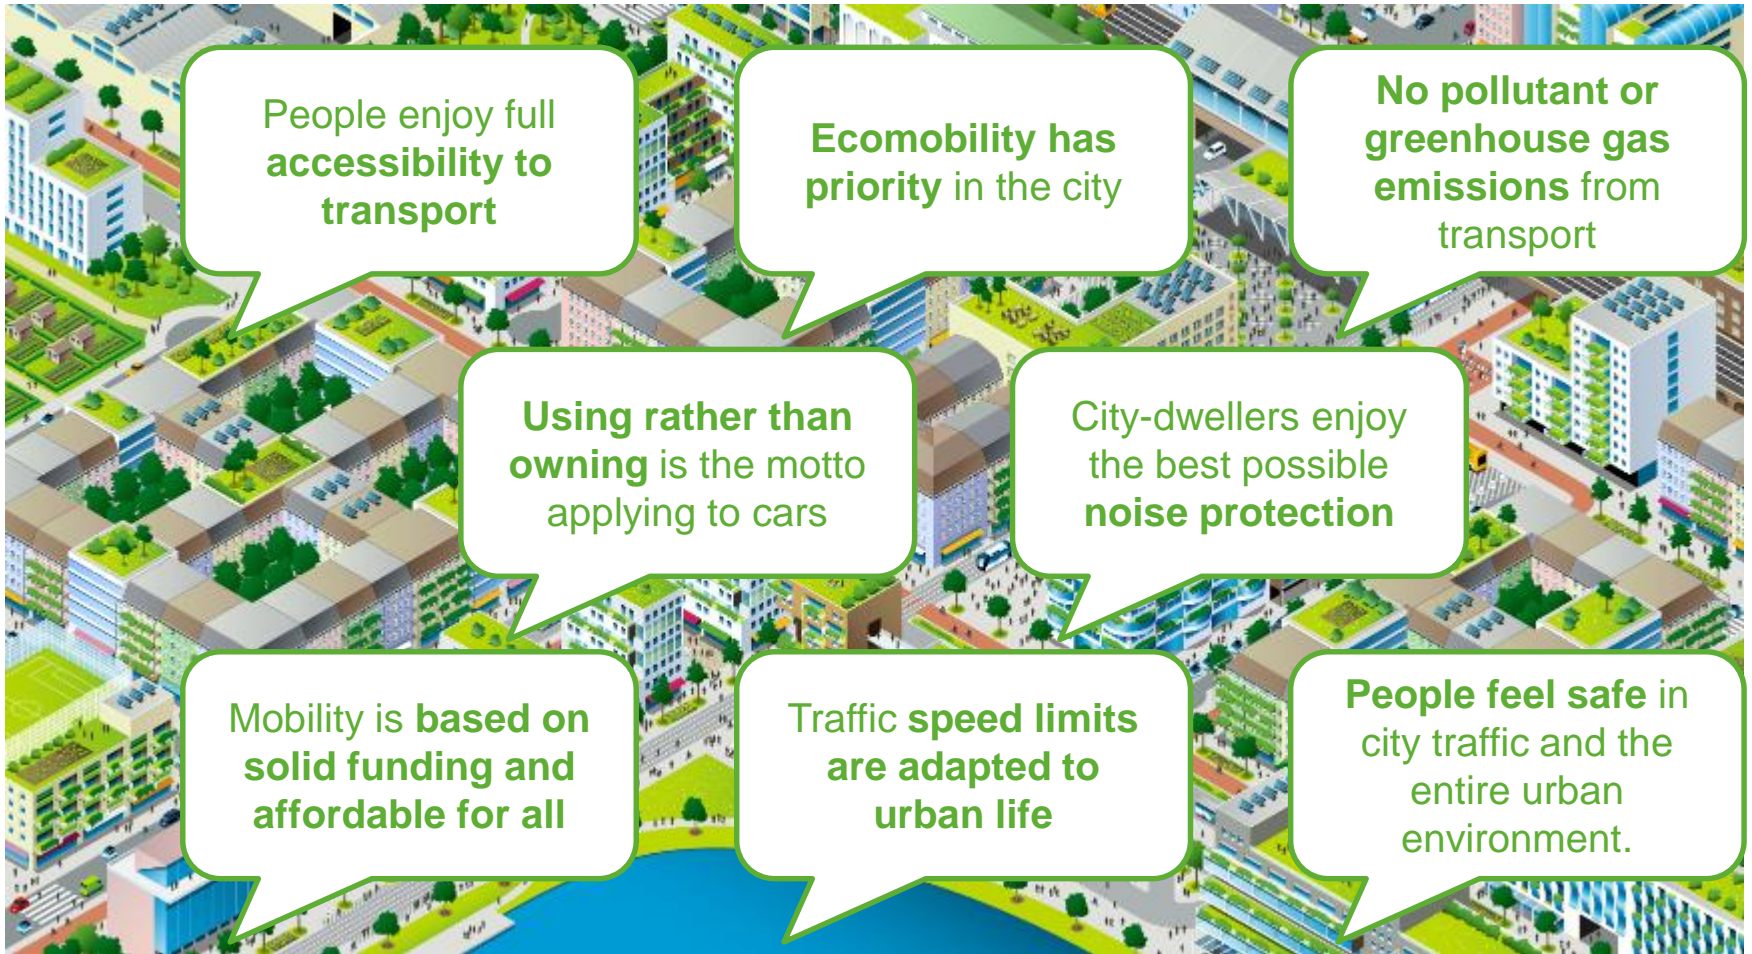 People enjoy full
accessibility to
transport
Ecomobility has
priority in the city
No pollutant or
greenhouse gas
emissions from
transport
Using rather than
owning is the motto
applying to cars
City-dwellers enjoy
the best possible
noise protection
Mobility is based on
solid funding and
affordable for all
Traffic speed limits
are adapted to
urban life
People feel safe in
city traffic and the
entire urban
environment.